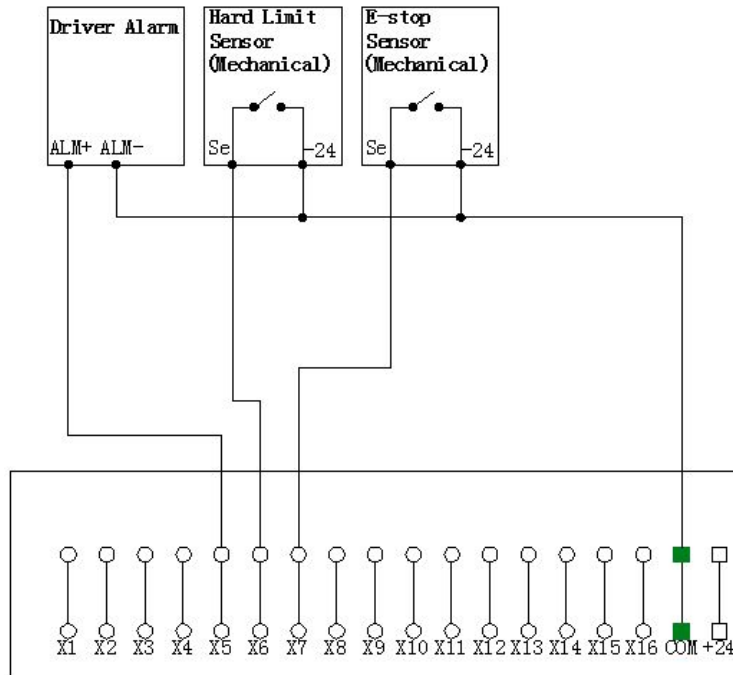 Driver Alarm
ALM+ ALM-
Hard Limit
Sensor
(Mechanical)
Se -24
E-stop
Sensor
(Mechanical)
Se -24
X1 X2 X3 X4 X5 X6 X7 X8 X9 X10 X11 X12 X13 X14 X15 X16 COM +24